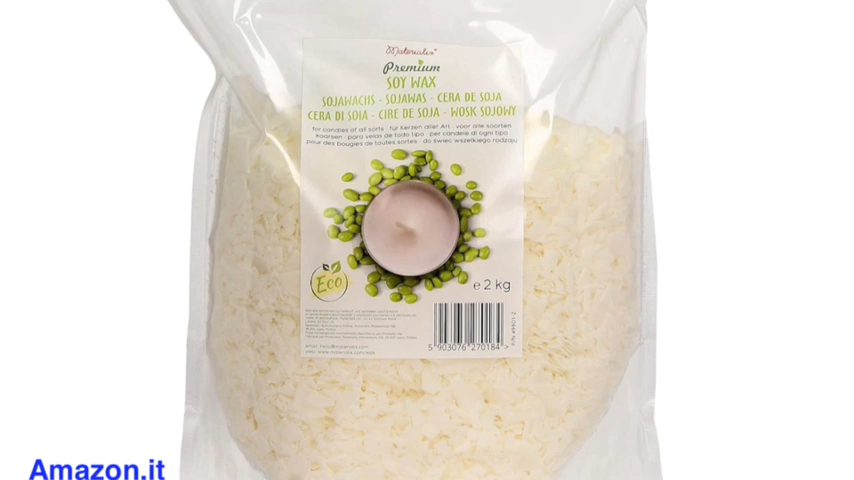 Materialix®
Premium
SOY WAX
SOJAWACHS - SOJAWAS - CERA DE SOJA
CERA DI SOIA - CIRE DE SOJA - WOSK SOJOWY
for candles of all sorts · für Kerzen aller Art · voor alle soorten
kaarsen · para velas de todo tipo · per candele di ogni tipo
pour des bougies de toutes sortes · do świec wszelkiego rodzaju
Eco
e 2 kg
5 903076 270184 >
Amazon.it